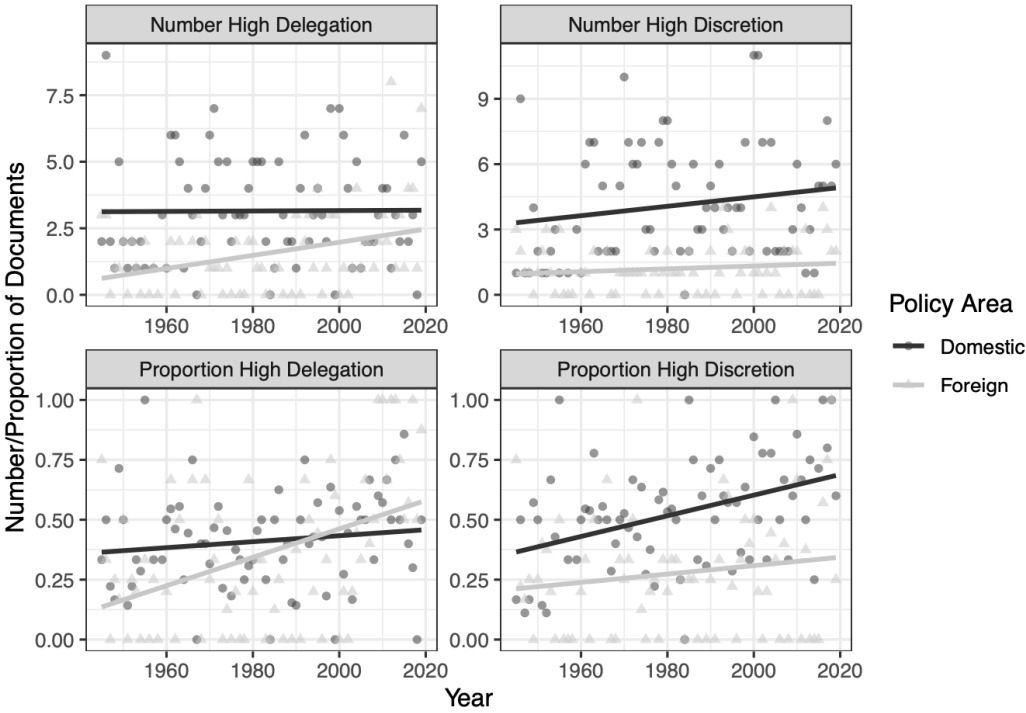 Number High Delegation
Number High Discretion
7.5
5.0
2.5
0.0
9
6
3
0
1960 1980 2000 2020
1960 1980 2000 2020
Proportion High Delegation
Proportion High Discretion
1.00
0.75
0.50
0.25
0.00
1.00
0.75
0.50
0.25
0.00
1960 1980 2000 2020
1960 1980 2000 2020
Number/Proportion of Documents
Year
Policy Area
Domestic
Foreign